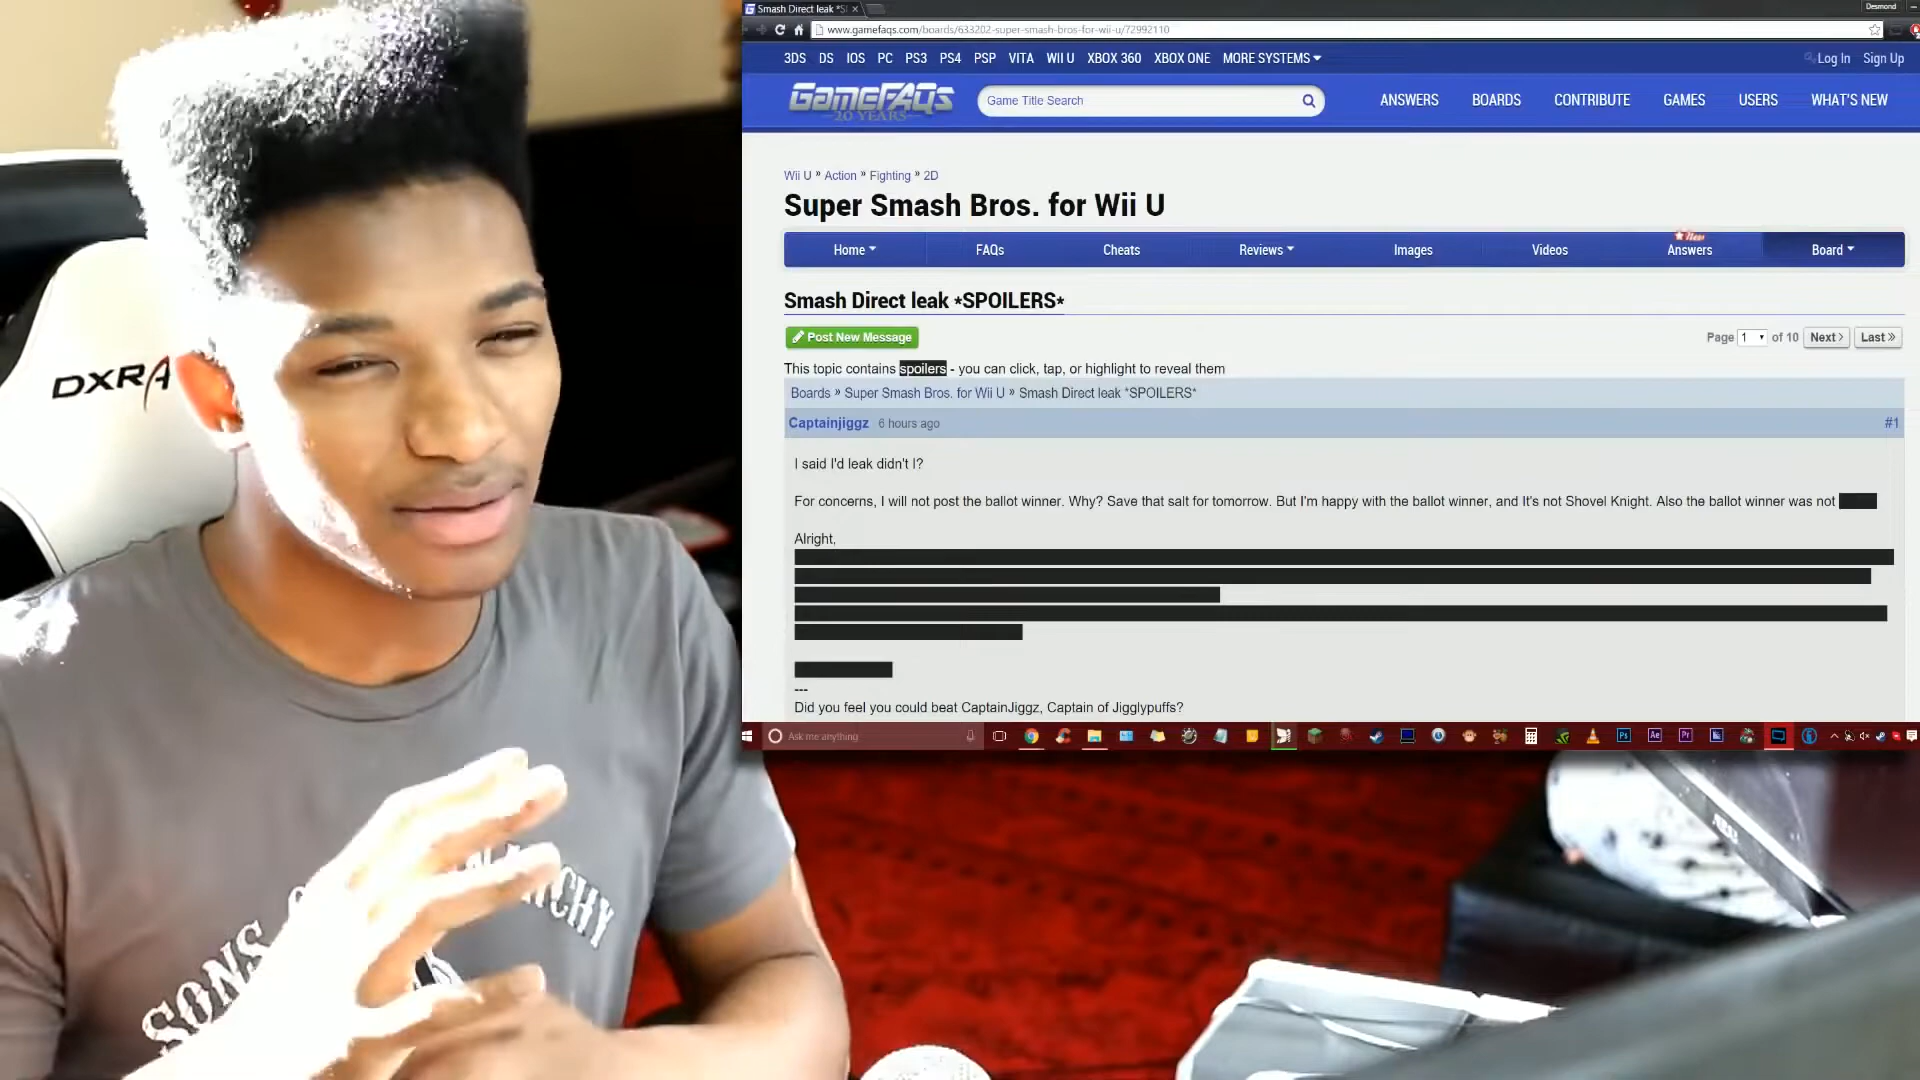 Smash Direct leak *S
Desmond
www.gamefaqs.com/boards/633202-super-smash-bros-for-wii-u/72992110
3DS DS IOS PC PS3 PS4 PSP VITA WII U XBOX 360 XBOX ONE MORE SYSTEMS
Log In Sign Up
GameFAQs
20 YEARS
Game Title Search
ANSWERS BOARDS CONTRIBUTE GAMES USERS WHAT'S NEW
Wii U » Action » Fighting » 2D
Super Smash Bros. for Wii U
New
Home FAQs Cheats Reviews Images Videos Answers Board
Smash Direct leak *SPOILERS*
Post New Message
Page 1 of 10 Next > Last »
This topic contains spoilers - you can click, tap, or highlight to reveal them
Boards » Super Smash Bros. for Wii U » Smash Direct leak *SPOILERS*
Captainjiggz 6 hours ago #1
I said I'd leak didn't I?
For concerns, I will not post the ballot winner. Why? Save that salt for tomorrow. But I'm happy with the ballot winner, and it's not Shovel Knight. Also the ballot winner was not
Alright,
---
Did you feel you could beat CaptainJiggz, Captain of Jigglypuffs?
Ask me anything
Ps Ae Pr
DXRA
SONS